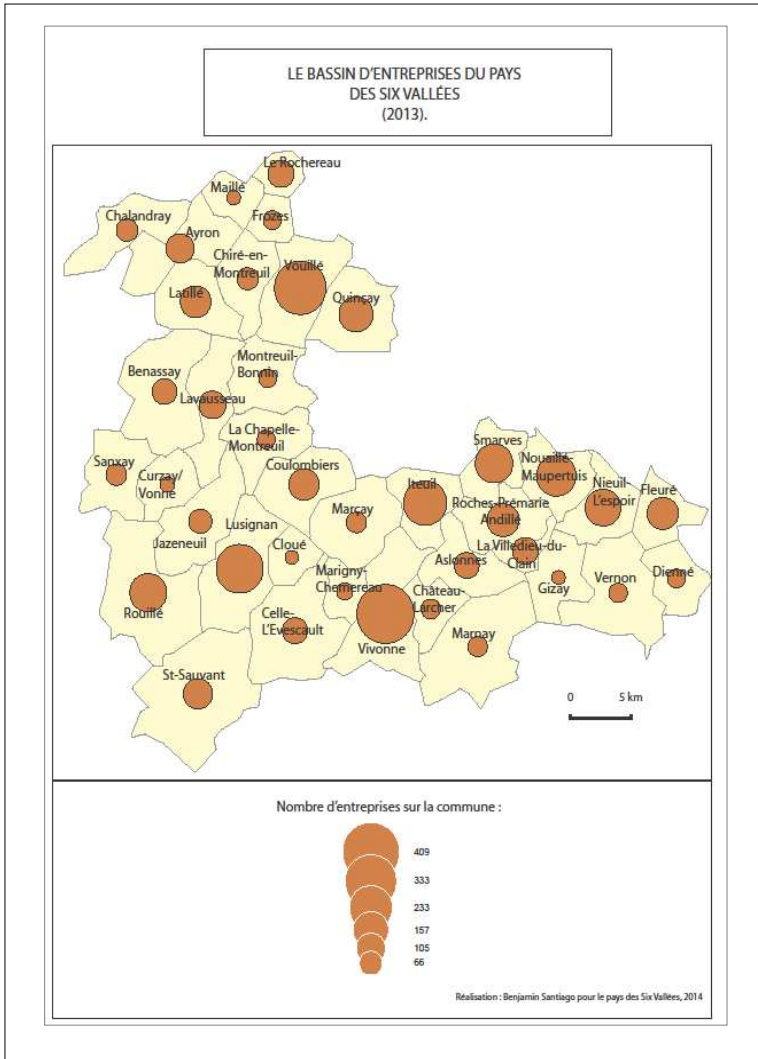 LE BASSIN D'ENTREPRISES DU PAYS
DES SIX VALLÉES
(2013).
Le Rochereau
Maillé
Chalandray
Frozes
Ayron
Chiré-en-
Montreuil
Vouillé
Latillé
Quinçay
Montreuil-
Bonnin
Benassay
Lavausseau
La Chapelle-
Montreuil
Smarves
Sanxay
Curzay/
Vonne
Coulombiers
Nouaillé-
Maupertuis
Iteuil
Nieuil-
L'espoir
Fleuré
Roches-Prémarie
Andillé
Marçay
Lusignan
Jazeneuil
Cloué
La Villedieu-du-
Clain
Aslonnes
Marigny-
Chemereau
Château-
Larcher
Gizay
Vernon
Dienné
Rouillé
Celle-
L'Evescault
Vivonne
Marnay
St-Sauvant
0 5 km
Nombre d'entreprises sur la commune :
409
333
233
157
105
66
Réalisation : Benjamin Santiago pour le pays des Six Vallées, 2014